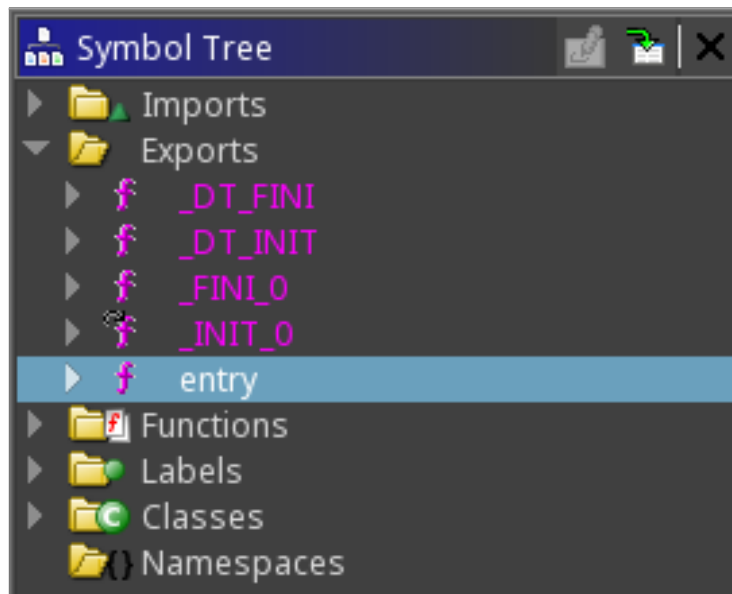 Symbol Tree
Imports
Exports
_DT_FINI
_DT_INIT
_FINI_0
_INIT_0
entry
Functions
Labels
Classes
Namespaces